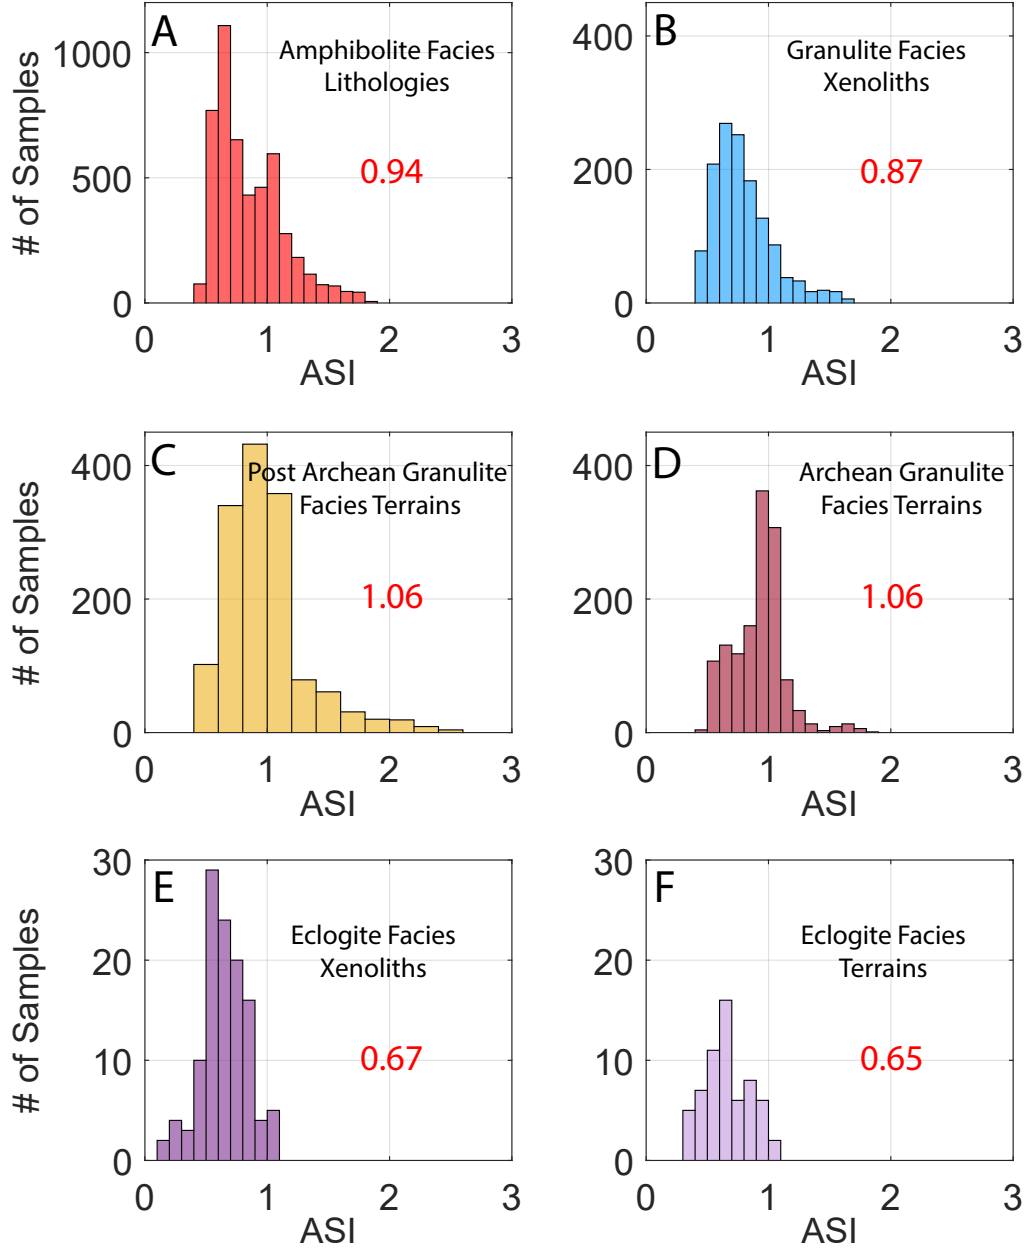 A
Amphibolite Facies
Lithologies
0.94
# of Samples
1000
500
0
0 1 2 3
ASI
B
Granulite Facies
Xenoliths
0.87
400
200
0
0 1 2 3
ASI
C
Post Archean Granulite
Facies Terrains
1.06
# of Samples
400
200
0
0 1 2 3
ASI
D
Archean Granulite
Facies Terrains
1.06
400
200
0
0 1 2 3
ASI
E
Eclogite Facies
Xenoliths
0.67
# of Samples
30
20
10
0
0 1 2 3
ASI
F
Eclogite Facies
Terrains
0.65
30
20
10
0
0 1 2 3
ASI